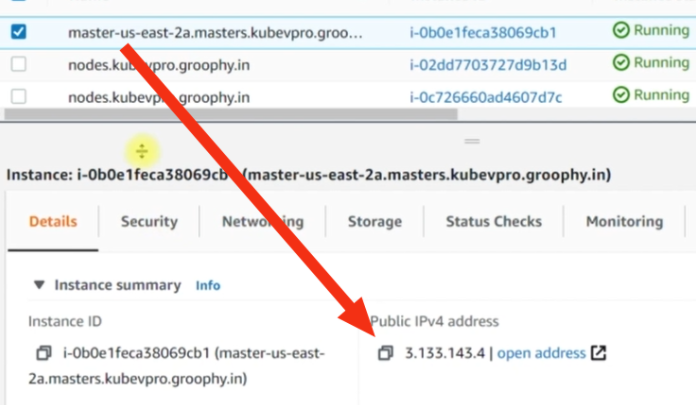 master-us-east-2a.masters.kubevpro.groo... i-0b0e1feca38069cb1 Running
nodes.kubevpro.groophy.in i-02dd7703727d9b13d Running
nodes.kubevpro.groophy.in i-0c726660ad4607d7c Running
Instance: i-0b0e1feca38069cb1 (master-us-east-2a.masters.kubevpro.groophy.in)
Details Security Networking Storage Status Checks Monitoring
Instance summary Info
Instance ID Public IPv4 address
i-0b0e1feca38069cb1 (master-us-east- 3.133.143.4 | open address
2a.masters.kubevpro.groophy.in)